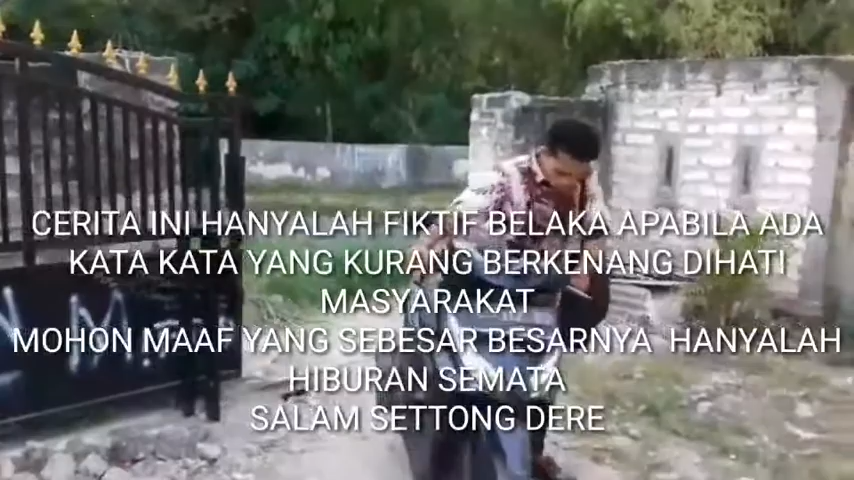 CERITA INI HANYALAH FIKTIF BELAKA APABILA ADA
KATA KATA YANG KURANG BERKENANG DIHATI
MASYARAKAT
MOHON MAAF YANG SEBESAR BESARNYA HANYALAH
HIBURAN SEMATA
SALAM SETTONG DERE